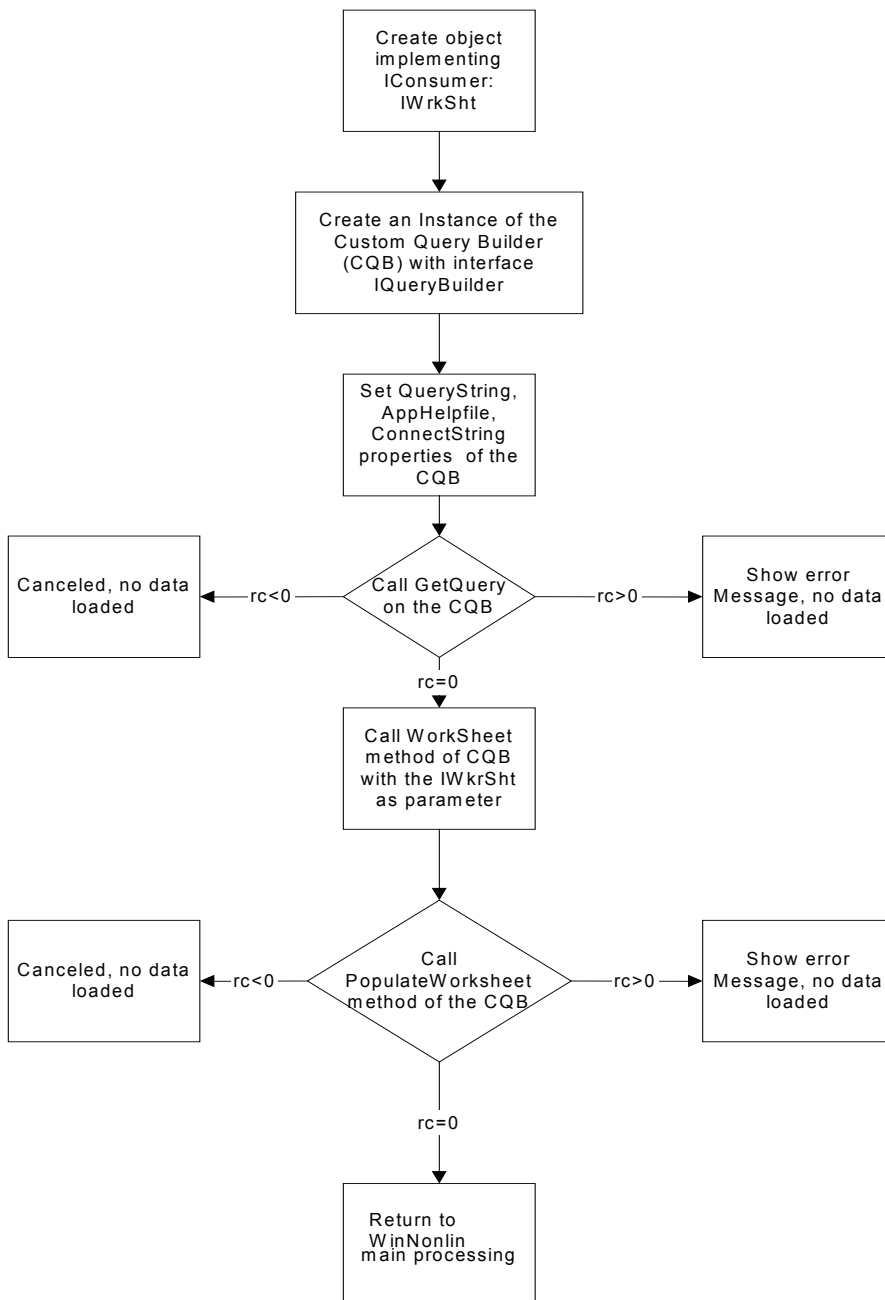 Create object
implementing
IConsumer:
IWrkSht
Create an Instance of the
Custom Query Builder
(CQB) with interface
IQueryBuilder
Set QueryString,
AppHelpfile,
ConnectString
properties of the
CQB
Canceled, no data
loaded
rc<0
Call GetQuery
on the CQB
rc>0
Show error
Message, no data
loaded
rc=0
Call WorkSheet
method of CQB
with the IWkrSht
as parameter
Canceled, no data
loaded
rc<0
Call
PopulateWorksheet
method of the CQB
rc>0
Show error
Message, no data
loaded
rc=0
Return to
WinNonlin
main processing